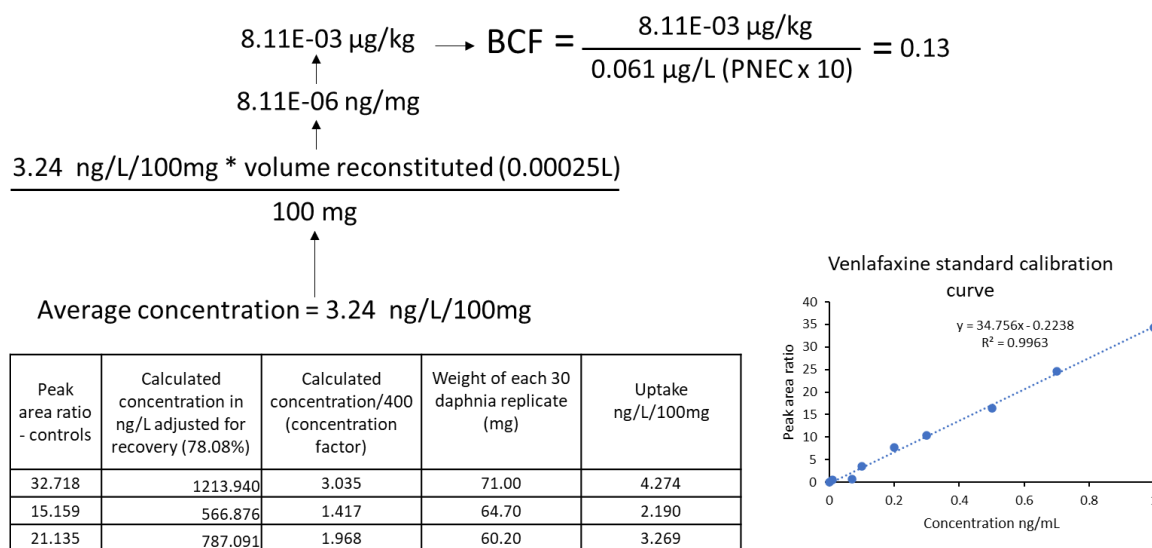 8.11E-03 µg/kg
BCF =
8.11E-03 µg/kg
0.061 µg/L (PNEC x 10)
= 0.13
8.11E-06 ng/mg
3.24 ng/L/100mg * volume reconstituted (0.00025L)
100 mg
Average concentration = 3.24 ng/L/100mg
Peak
area ratio
- controls
Calculated
concentration in
ng/L adjusted for
recovery (78.08%)
Calculated
concentration/400
(concentration
factor)
Weight of each 30
daphnia replicate
(mg)
Uptake
ng/L/100mg
32.718 1213.940 3.035 71.00 4.274
15.159 566.876 1.417 64.70 2.190
21.135 787.091 1.968 60.20 3.269
Venlafaxine standard calibration
curve
y = 34.756x - 0.2238
R² = 0.9963
Peak area ratio
40
35
30
25
20
15
10
5
0
0 0.2 0.4 0.6 0.8
Concentration ng/mL